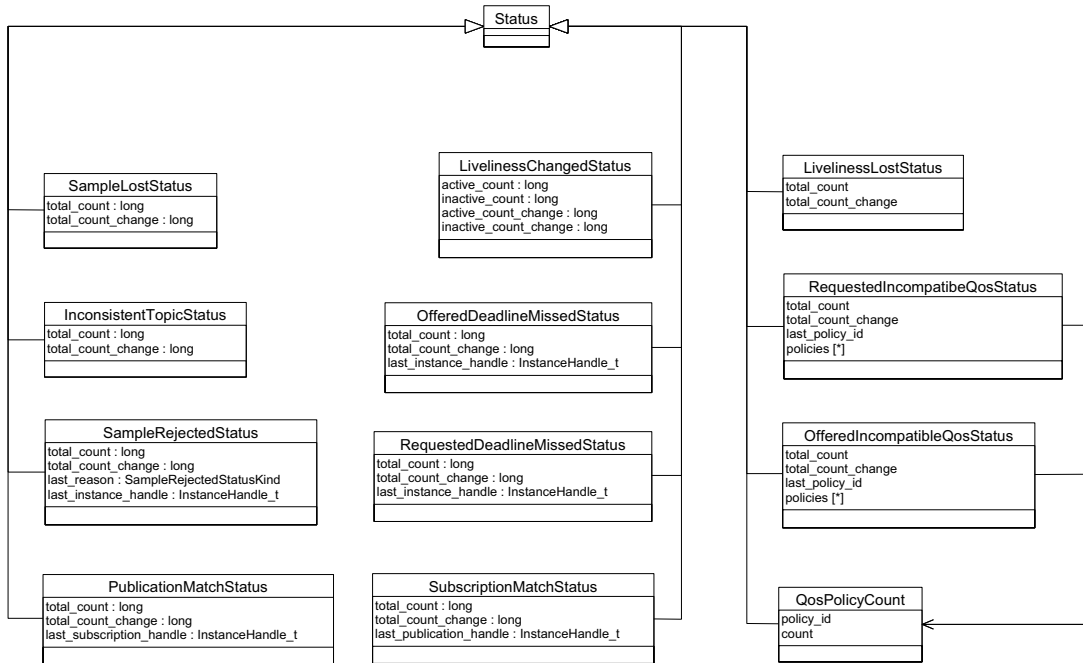 Status
SampleLostStatus
total_count : long
total_count_change : long
LivelinessChangedStatus
active_count : long
inactive_count : long
active_count_change : long
inactive_count_change : long
LivelinessLostStatus
total_count
total_count_change
InconsistentTopicStatus
total_count : long
total_count_change : long
OfferedDeadlineMissedStatus
total_count : long
total_count_change : long
last_instance_handle : InstanceHandle_t
RequestedIncompatibeQosStatus
total_count
total_count_change
last_policy_id
policies [*]
SampleRejectedStatus
total_count : long
total_count_change : long
last_reason : SampleRejectedStatusKind
last_instance_handle : InstanceHandle_t
RequestedDeadlineMissedStatus
total_count : long
total_count_change : long
last_instance_handle : InstanceHandle_t
OfferedIncompatibleQosStatus
total_count
total_count_change
last_policy_id
policies [*]
PublicationMatchStatus
total_count : long
total_count_change : long
last_subscription_handle : InstanceHandle_t
SubscriptionMatchStatus
total_count : long
total_count_change : long
last_publication_handle : InstanceHandle_t
QosPolicyCount
policy_id
count